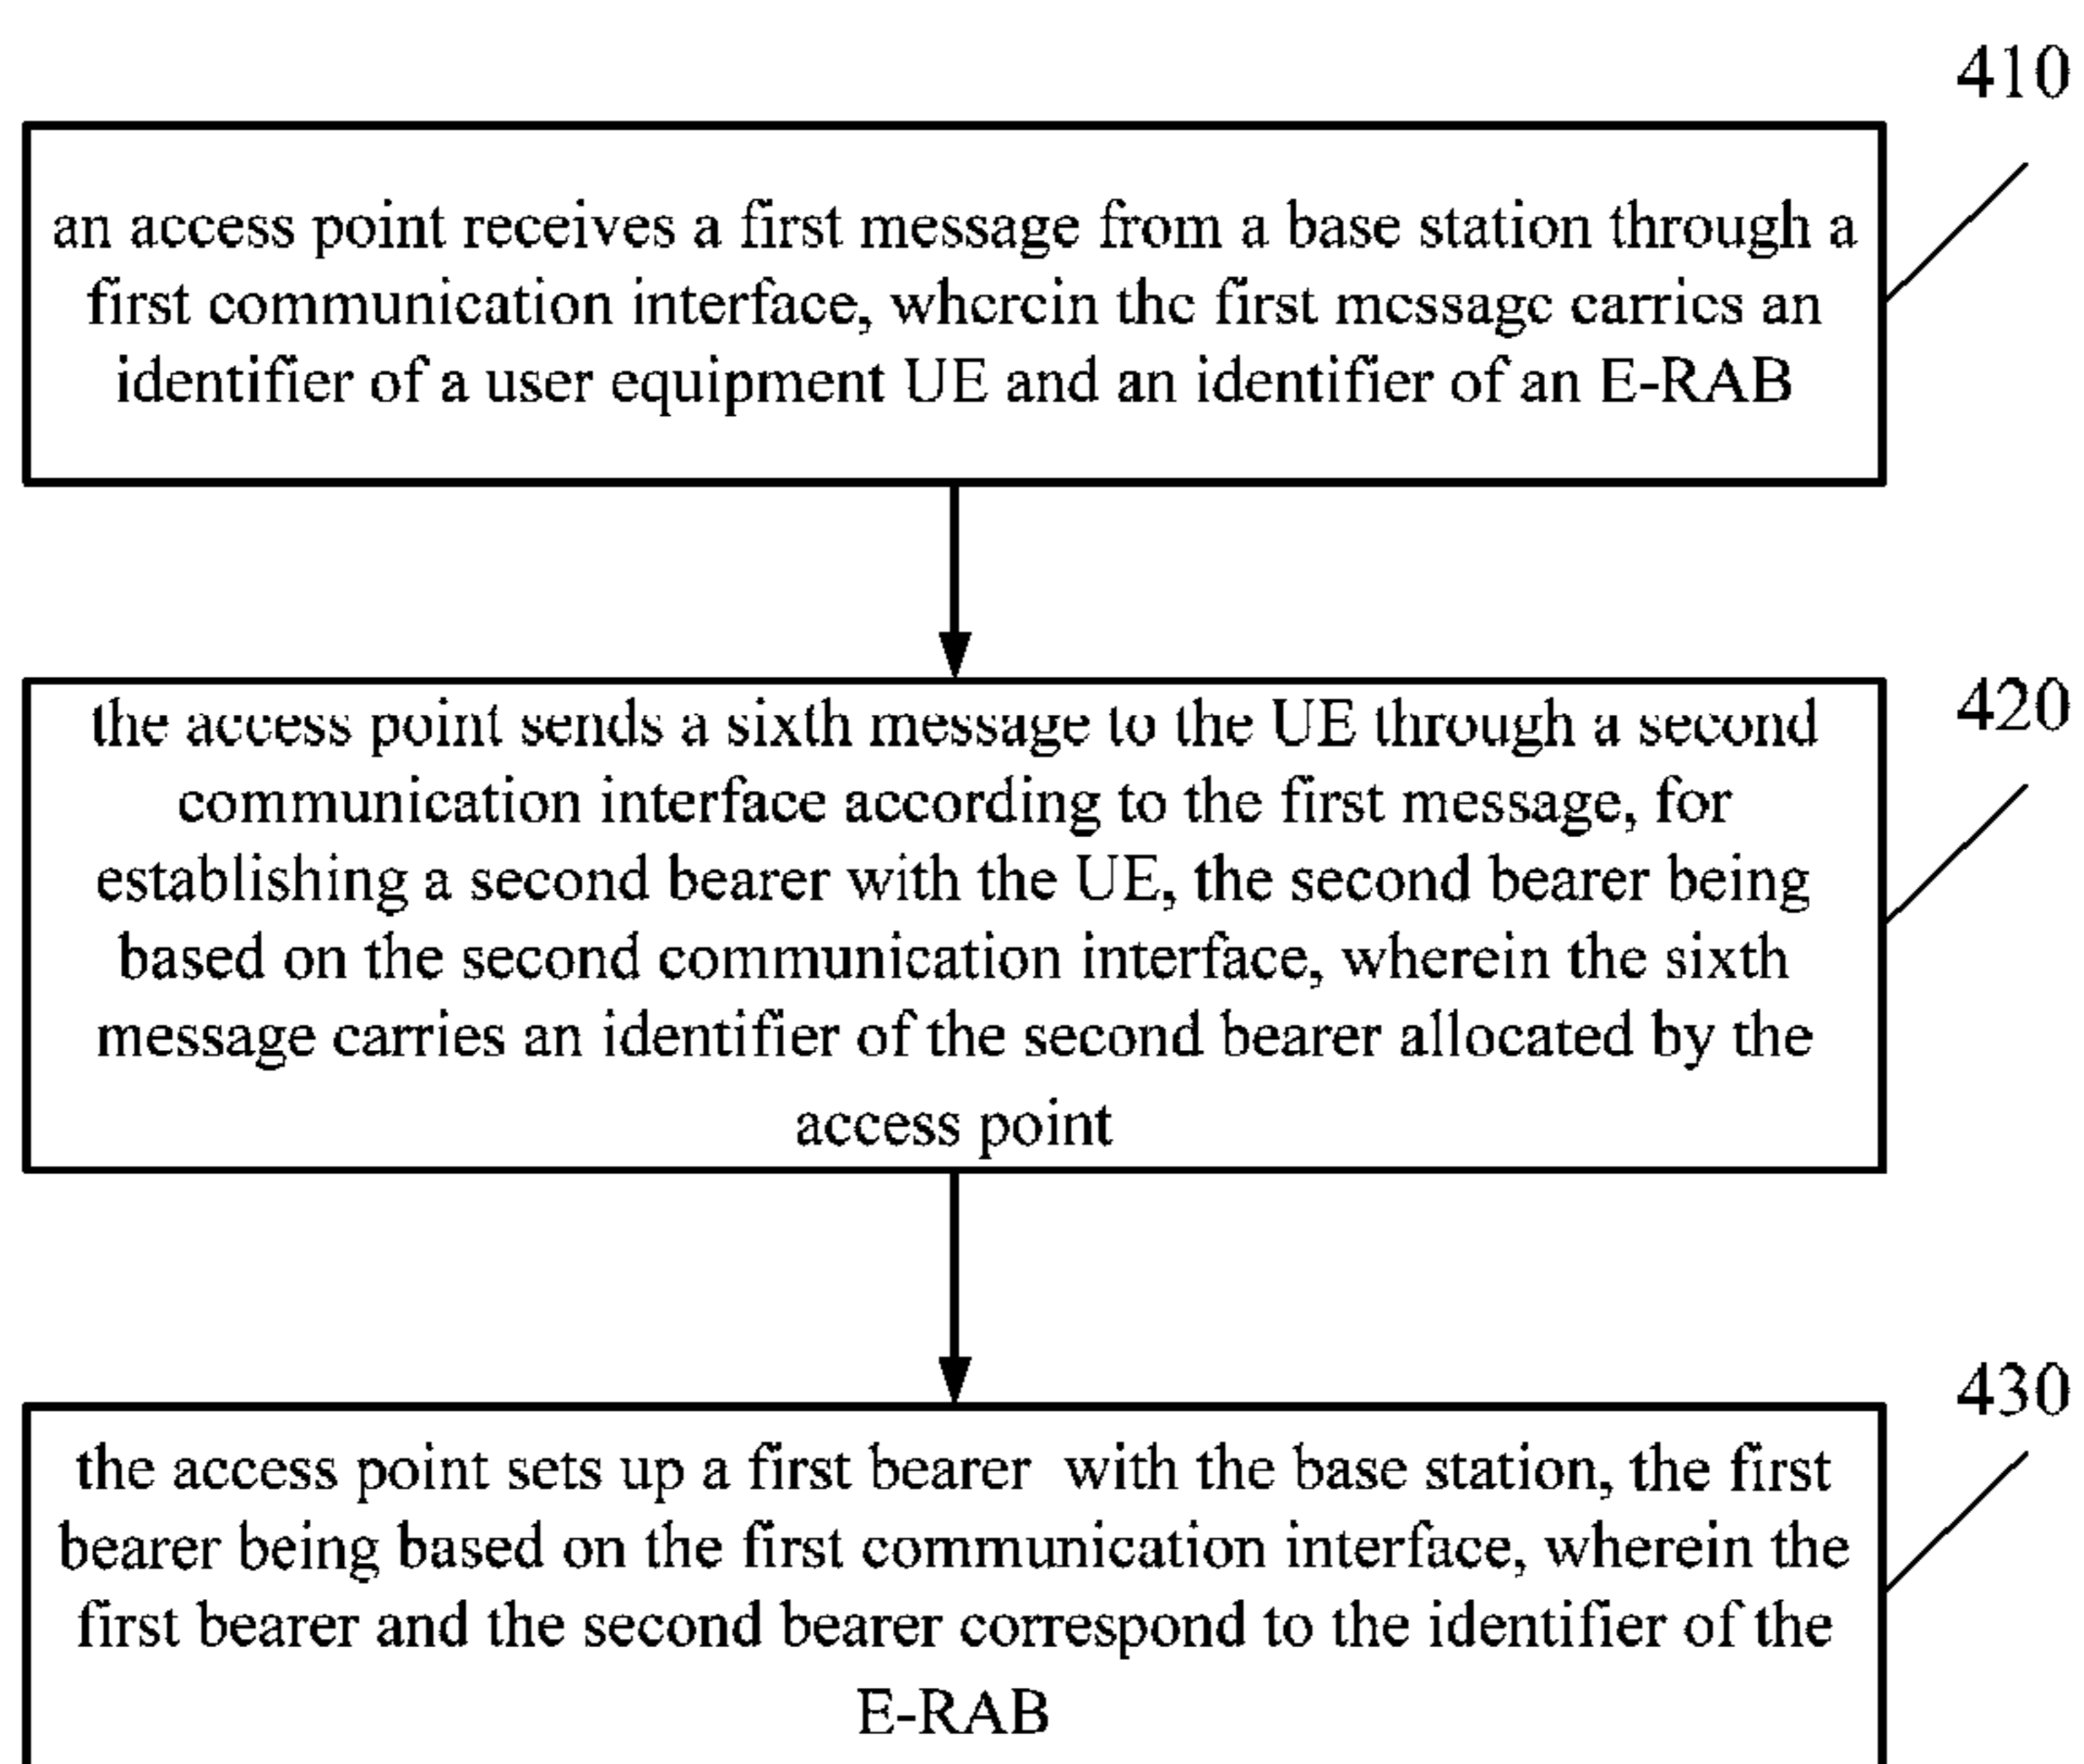 410
an access point receives a first message from a base station through a
first communication interface, wherein the first message carries an
identifier of a user equipment UE and an identifier of an E-RAB
420
the access point sends a sixth message to the UE through a second
communication interface according to the first message, for
establishing a second bearer with the UE, the second bearer being
based on the second communication interface, wherein the sixth
message carries an identifier of the second bearer allocated by the
access point
430
the access point sets up a first bearer with the base station, the first
bearer being based on the first communication interface, wherein the
first bearer and the second bearer correspond to the identifier of the
E-RAB